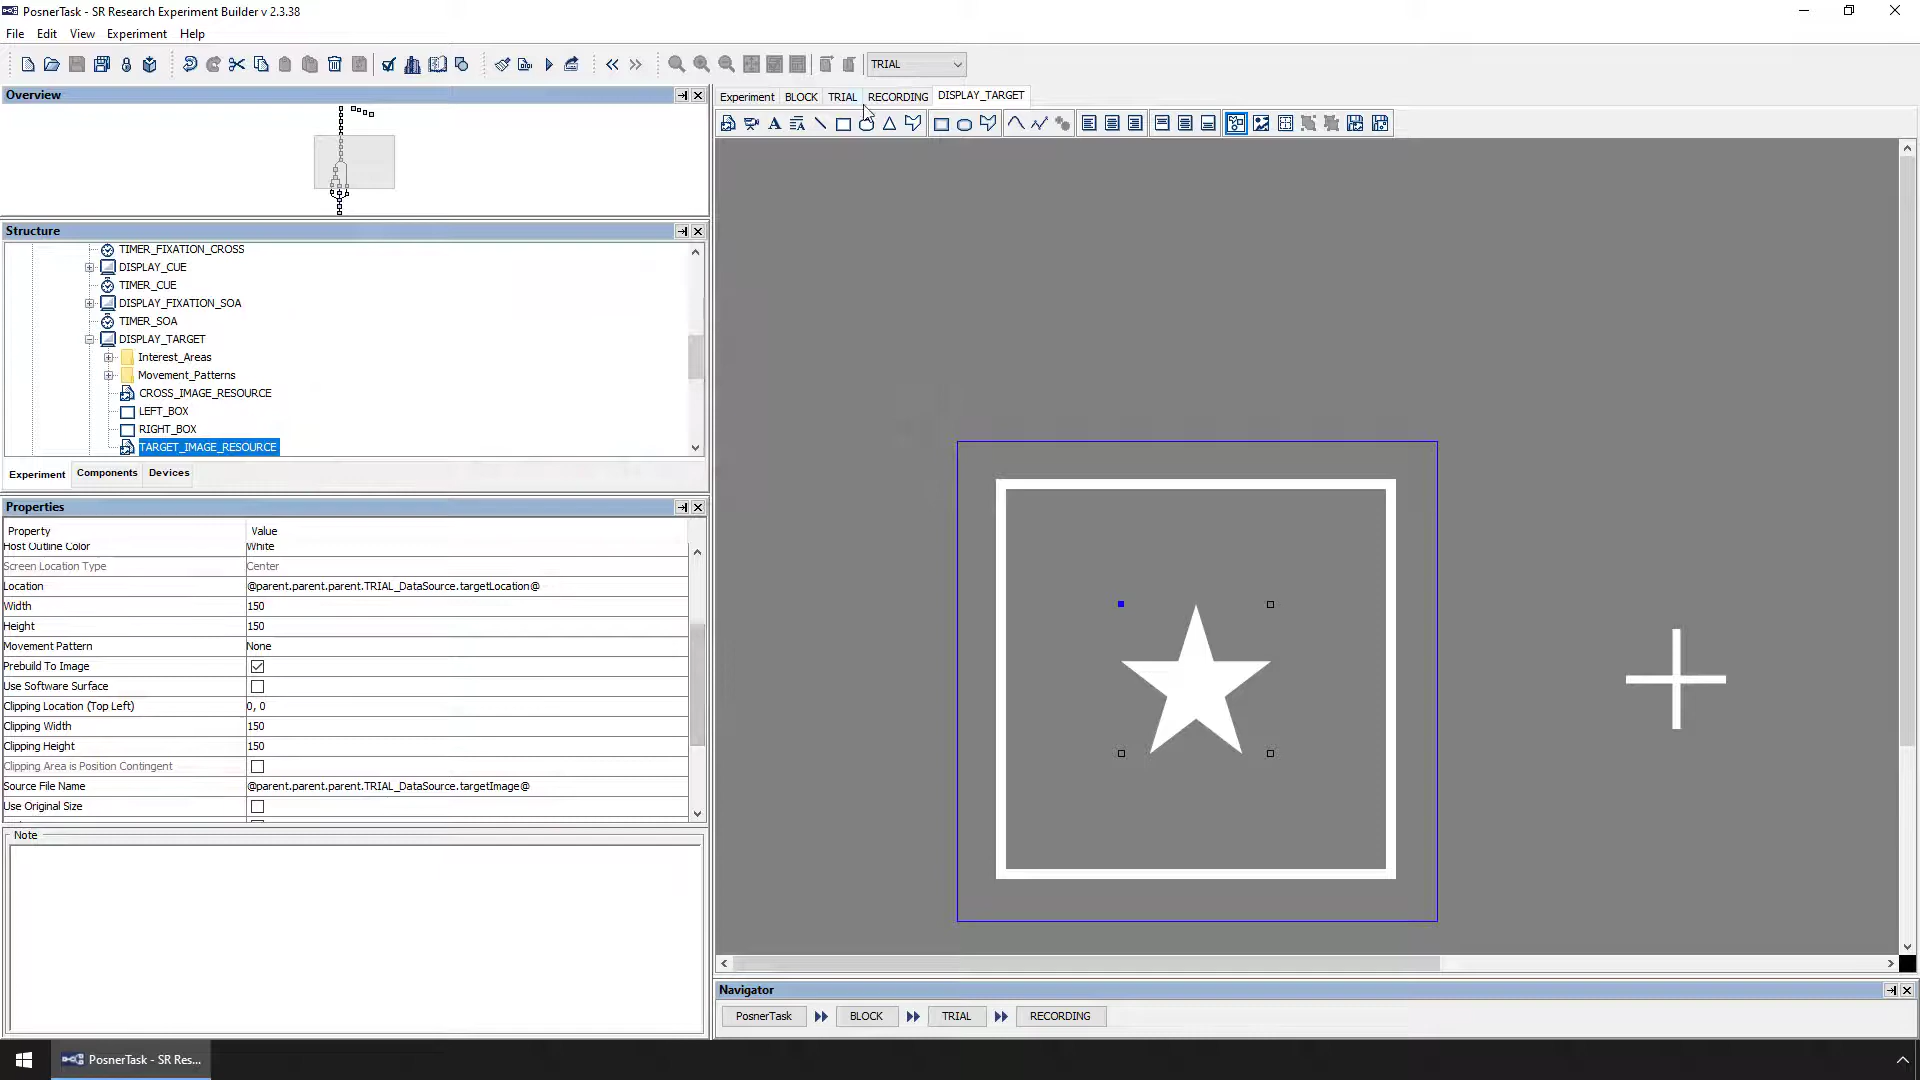 PosnerTask - SR Research Experiment Builder v 2.3.38
File Edit View Experiment Help
TRIAL
Overview
Experiment BLOCK TRIAL RECORDING DISPLAY_TARGET
Structure
TIMER_FIXATION_CROSS
DISPLAY_CUE
TIMER_CUE
DISPLAY_FIXATION_SOA
TIMER_SOA
DISPLAY_TARGET
Interest_Areas
Movement_Patterns
CROSS_IMAGE_RESOURCE
LEFT_BOX
RIGHT_BOX
TARGET_IMAGE_RESOURCE
Experiment Components Devices
Properties
Property Value
Host Outline Color White
Screen Location Type Center
Location @parent.parent.parent.TRIAL_DataSource.targetLocation@
Width 150
Height 150
Movement Pattern None
Prebuild To Image
Use Software Surface
Clipping Location (Top Left) 0, 0
Clipping Width 150
Clipping Height 150
Clipping Area is Position Contingent
Source File Name @parent.parent.parent.TRIAL_DataSource.targetImage@
Use Original Size
Note
Navigator
PosnerTask BLOCK TRIAL RECORDING
PosnerTask - SR Res...